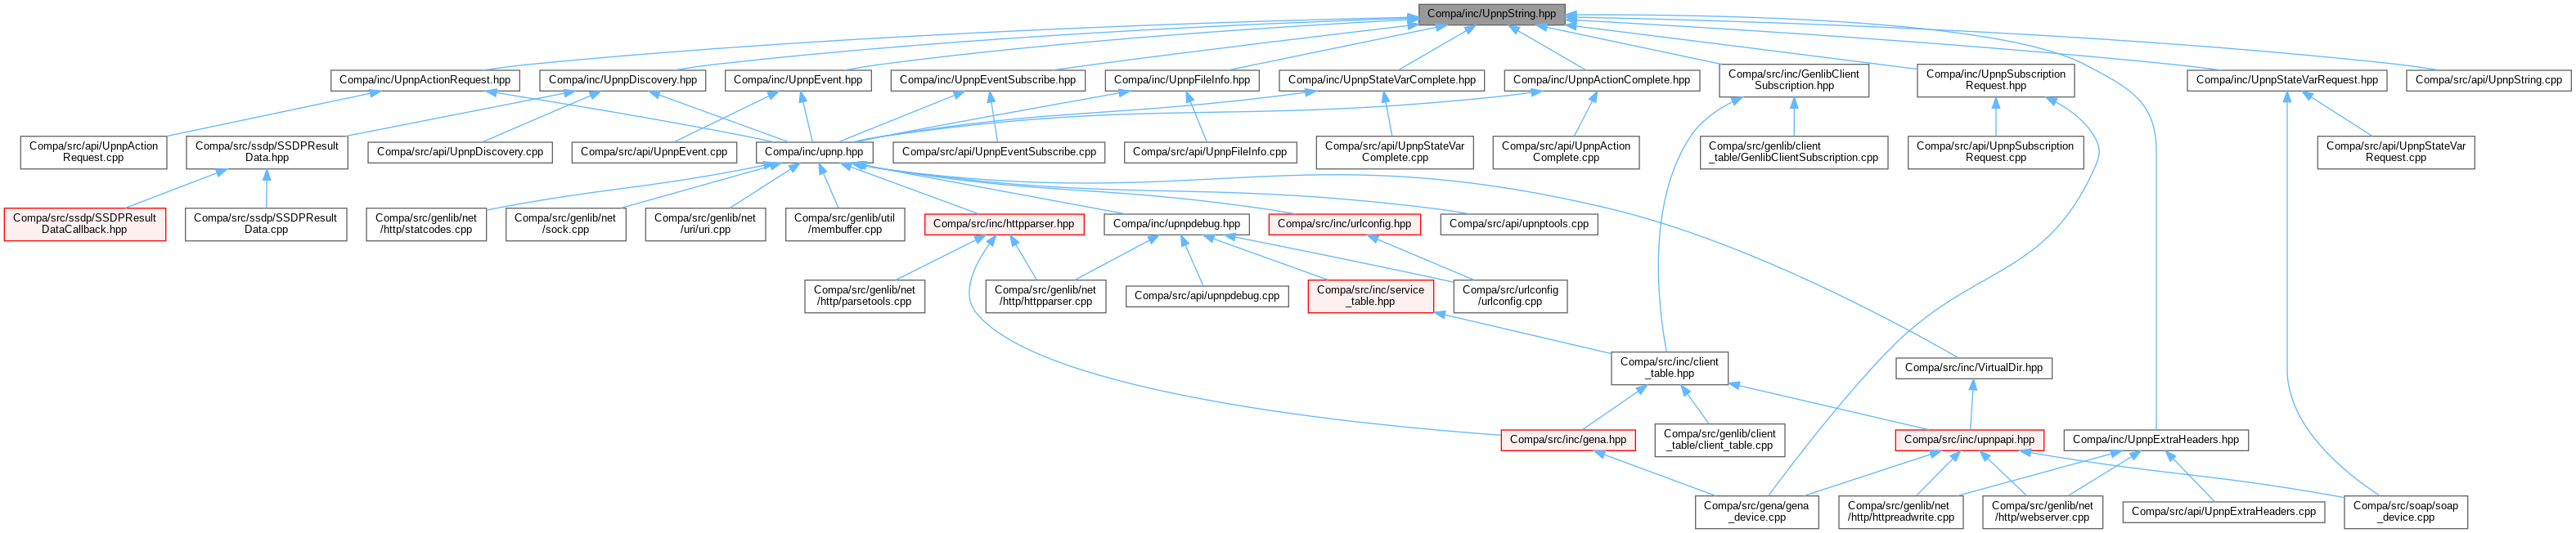 Compa/inc/UpnpString.hpp
Compa/inc/UpnpActionRequest.hpp
Compa/inc/UpnpDiscovery.hpp
Compa/inc/UpnpEvent.hpp
Compa/inc/UpnpEventSubscribe.hpp
Compa/inc/UpnpFileInfo.hpp
Compa/inc/UpnpStateVarComplete.hpp
Compa/inc/UpnpActionComplete.hpp
Compa/src/inc/GenlibClient
Subscription.hpp
Compa/inc/UpnpSubscription
Request.hpp
Compa/inc/UpnpStateVarRequest.hpp
Compa/src/api/UpnpString.cpp
Compa/src/api/UpnpAction
Request.cpp
Compa/src/ssdp/SSDPResult
Data.hpp
Compa/src/api/UpnpDiscovery.cpp
Compa/src/api/UpnpEvent.cpp
Compa/inc/upnp.hpp
Compa/src/api/UpnpEventSubscribe.cpp
Compa/src/api/UpnpFileInfo.cpp
Compa/src/api/UpnpStateVar
Complete.cpp
Compa/src/api/UpnpAction
Complete.cpp
Compa/src/genlib/client
_table/GenlibClientSubscription.cpp
Compa/src/api/UpnpSubscription
Request.cpp
Compa/src/api/UpnpStateVar
Request.cpp
Compa/src/ssdp/SSDPResult
DataCallback.hpp
Compa/src/ssdp/SSDPResult
Data.cpp
Compa/src/genlib/net
/http/statcodes.cpp
Compa/src/genlib/net
/sock.cpp
Compa/src/genlib/net
/uri/uri.cpp
Compa/src/genlib/util
/membuffer.cpp
Compa/src/inc/httpparser.hpp
Compa/inc/upnpdebug.hpp
Compa/src/inc/urlconfig.hpp
Compa/src/api/upnptools.cpp
Compa/src/genlib/net
/http/parsetools.cpp
Compa/src/genlib/net
/http/httpparser.cpp
Compa/src/api/upnpdebug.cpp
Compa/src/inc/service
_table.hpp
Compa/src/urlconfig
/urlconfig.cpp
Compa/src/inc/client
_table.hpp
Compa/src/inc/VirtualDir.hpp
Compa/src/inc/gena.hpp
Compa/src/genlib/client
_table/client_table.cpp
Compa/src/inc/upnpapi.hpp
Compa/inc/UpnpExtraHeaders.hpp
Compa/src/gena/gena
_device.cpp
Compa/src/genlib/net
/http/httpreadwrite.cpp
Compa/src/genlib/net
/http/webserver.cpp
Compa/src/api/UpnpExtraHeaders.cpp
Compa/src/soap/soap
_device.cpp